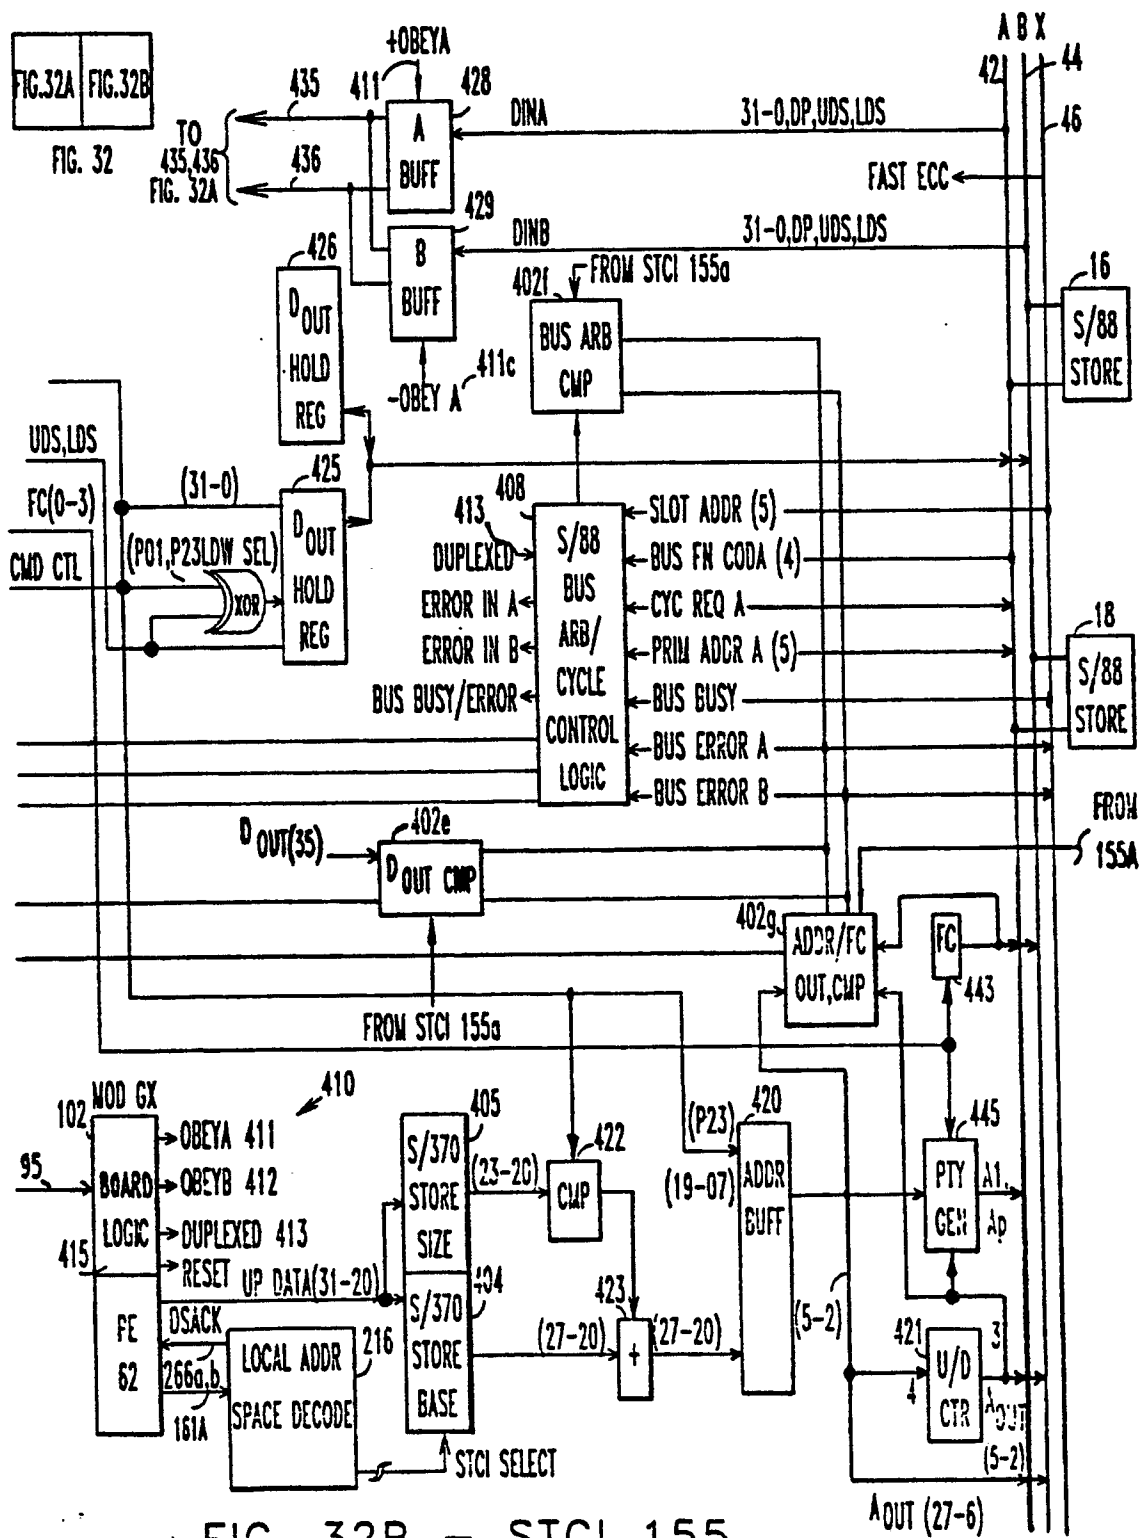 FIG.32A FIG.32B
FIG. 32
TO
435,436
FIG. 32A
435
436
+OBEYA
411
428
A
BUFF
429
B
BUFF
-OBEY A
411c
DINA
31-0,DP,UDS,LDS
DINB
31-0,DP,UDS,LDS
FAST ECC
A B X
42
44
46
16
S/88
STORE
18
S/88
STORE
426
DOUT
HOLD
REG
402f
FROM STCI 155a
BUS ARB
CMP
UDS,LDS
FC(0-3)
CMD CTL
(31-0)
(P01,P23LDW SEL)
XOR
425
DOUT
HOLD
REG
408
413
DUPLEXED
ERROR IN A
ERROR IN B
BUS BUSY/ERROR
S/88
BUS
ARB/
CYCLE
CONTROL
LOGIC
SLOT ADDR (5)
BUS FN CODA (4)
CYC REQ A
PRIM ADDR A (5)
BUS BUSY
BUS ERROR A
BUS ERROR B
FROM
155A
DOUT(35)
402e
DOUT CMP
FROM STCI 155a
402g
ADDR/FC
OUT,CMP
FC
443
410
MOD GX
102
95
BOARD
LOGIC
415
PE
62
OBEYA 411
OBEYB 412
DUPLEXED 413
RESET
UP DATA(31-20)
DSACK
266a,b
161A
LOCAL ADDR
SPACE DECODE
216
405
S/370
STORE
SIZE
404
S/370
STORE
BASE
STCI SELECT
(23-20)
422
CMP
(27-20)
423
+
(27-20)
(P23)
(19-07)
420
ADDR
BUFF
(5-2)
445
PTY
GEN
A1,
Ap
421
U/D
CTR
4
3
AOUT
(5-2)
AOUT (27-6)
FIG. 32B - STCI 155